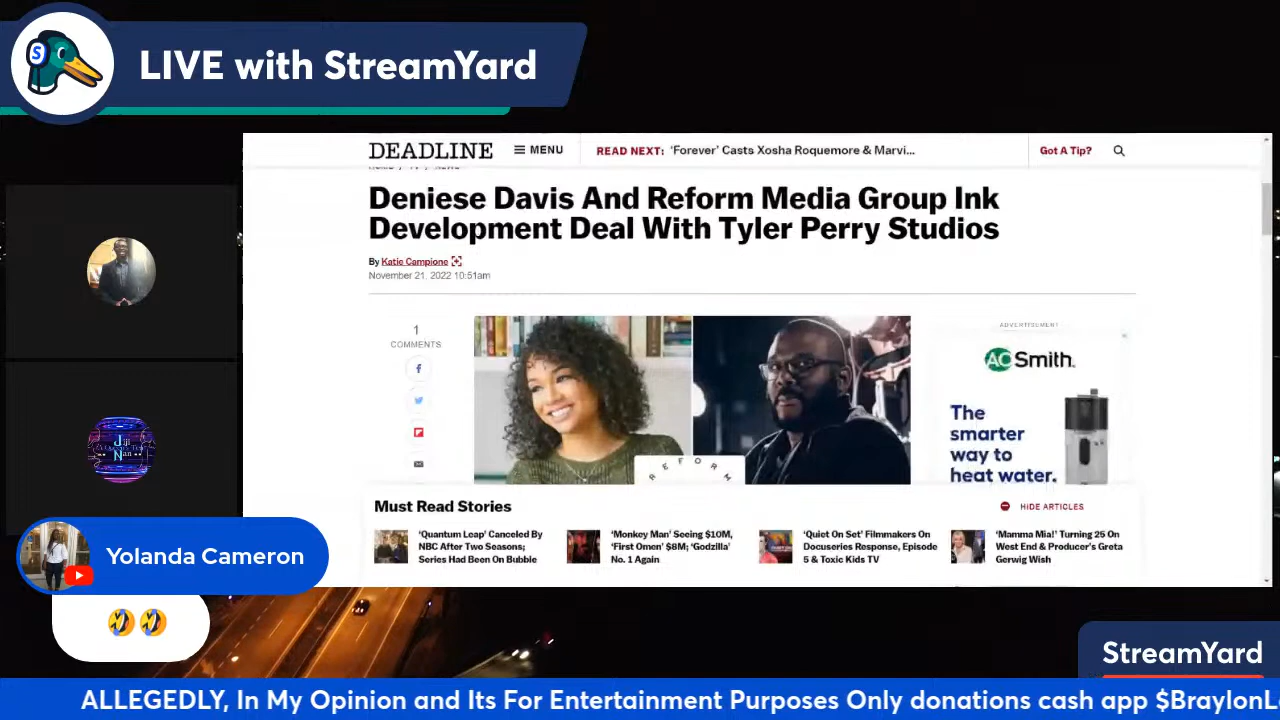 LIVE with StreamYard
DEADLINE
MENU
READ NEXT: ‘Forever’ Casts Xosha Roquemore & Marvi...
Got A Tip?
Deniese Davis And Reform Media Group Ink
Development Deal With Tyler Perry Studios
By Katie Campione
November 21, 2022 10:51am
1
COMMENTS
REFORM
ADVERTISEMENT
AO Smith.
The
smarter
way to
heat water.
Must Read Stories
HIDE ARTICLES
‘Quantum Leap’ Canceled By
NBC After Two Seasons;
Series Had Been On Bubble
‘Monkey Man’ Seeing $10M,
‘First Omen’ $8M; ‘Godzilla’
No. 1 Again
‘Quiet On Set’ Filmmakers On
Docuseries Response, Episode
5 & Toxic Kids TV
‘Mamma Mia!’ Turning 25 On
West End & Producer’s Greta
Gerwig Wish
Yolanda Cameron
🤣🤣
StreamYard
ALLEGEDLY, In My Opinion and Its For Entertainment Purposes Only donations cash app $BraylonL